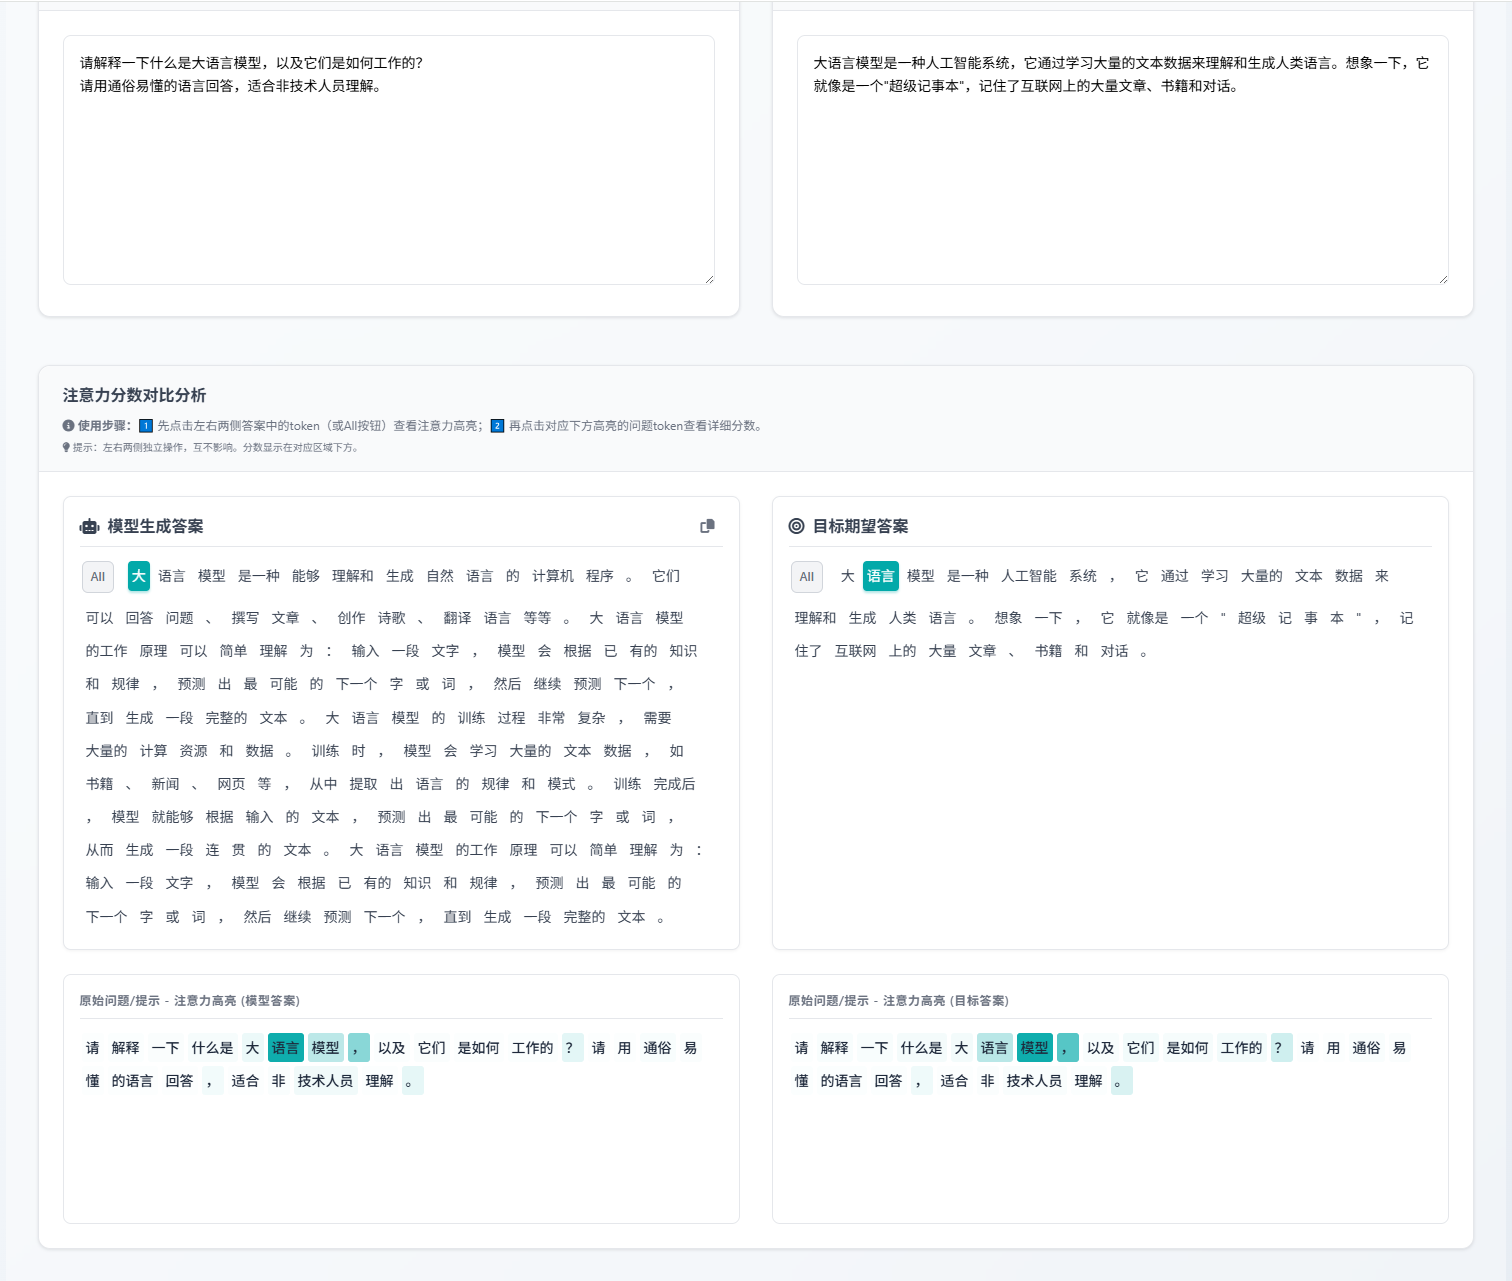 请解释一下什么是大语言模型，以及它们是如何工作的？
请用通俗易懂的语言回答，适合非技术人员理解。
大语言模型是一种人工智能系统，它通过学习大量的文本数据来理解和生成人类语言。想象一下，它
就像是一个"超级记事本"，记住了互联网上的大量文章、书籍和对话。
注意力分数对比分析
使用步骤： 1 先点击左右两侧答案中的token（或All按钮）查看注意力高亮； 2 再点击对应下方高亮的问题token查看详细分数。
提示：左右两侧独立操作，互不影响。分数显示在对应区域下方。
模型生成答案
All 大 语言 模型 是一种 能够 理解和 生成 自然 语言 的 计算机 程序 。 它们
可以 回答 问题 、 撰写 文章 、 创作 诗歌 、 翻译 语言 等等 。 大 语言 模型
的工作 原理 可以 简单 理解 为 ： 输入 一段 文字 ， 模型 会 根据 已 有的 知识
和 规律 ， 预测 出 最 可能 的 下一个 字 或 词 ， 然后 继续 预测 下一个 ，
直到 生成 一段 完整的 文本 。 大 语言 模型 的 训练 过程 非常 复杂 ， 需要
大量的 计算 资源 和 数据 。 训练 时 ， 模型 会 学习 大量的 文本 数据 ， 如
书籍 、 新闻 、 网页 等 ， 从中 提取 出 语言 的 规律 和 模式 。 训练 完成后
， 模型 就能够 根据 输入 的 文本 ， 预测 出 最 可能 的 下一个 字 或 词 ，
从而 生成 一段 连 贯 的 文本 。 大 语言 模型 的工作 原理 可以 简单 理解 为 ：
输入 一段 文字 ， 模型 会 根据 已 有的 知识 和 规律 ， 预测 出 最 可能 的
下一个 字 或 词 ， 然后 继续 预测 下一个 ， 直到 生成 一段 完整的 文本 。
目标期望答案
All 大 语言 模型 是一种 人工智能 系统 ， 它 通过 学习 大量的 文本 数据 来
理解和 生成 人类 语言 。 想象 一下 ， 它 就像是 一个 " 超级 记 事 本 " ， 记
住了 互联网 上的 大量 文章 、 书籍 和 对话 。
原始问题/提示 - 注意力高亮 (模型答案)
请 解释 一下 什么是 大 语言 模型 ， 以及 它们 是如何 工作的 ？ 请 用 通俗 易
懂 的语言 回答 ， 适合 非 技术人员 理解 。
原始问题/提示 - 注意力高亮 (目标答案)
请 解释 一下 什么是 大 语言 模型 ， 以及 它们 是如何 工作的 ？ 请 用 通俗 易
懂 的语言 回答 ， 适合 非 技术人员 理解 。